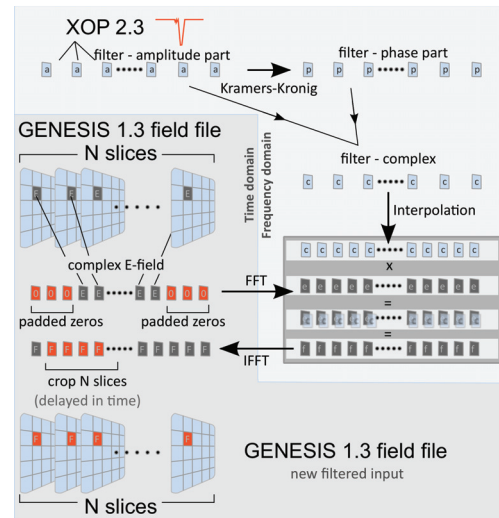 XOP 2.3
filter - amplitude part
a a a a a a
filter - phase part
p p p p p p
Kramers-Kronig
filter - complex
c c c c c c
Interpolation
Time domain
Frequency domain
GENESIS 1.3 field file
N slices
E E E E
complex E-field
0 0 0 E E E E 0 0 0
padded zeros padded zeros
FFT
c c c c c c c c c c
x
e e e e e e e e e e
=
=
f f f f f f f f f f
IFFT
F F F F F F F F F F
crop N slices
(delayed in time)
F F F F
N slices
GENESIS 1.3 field file
new filtered input